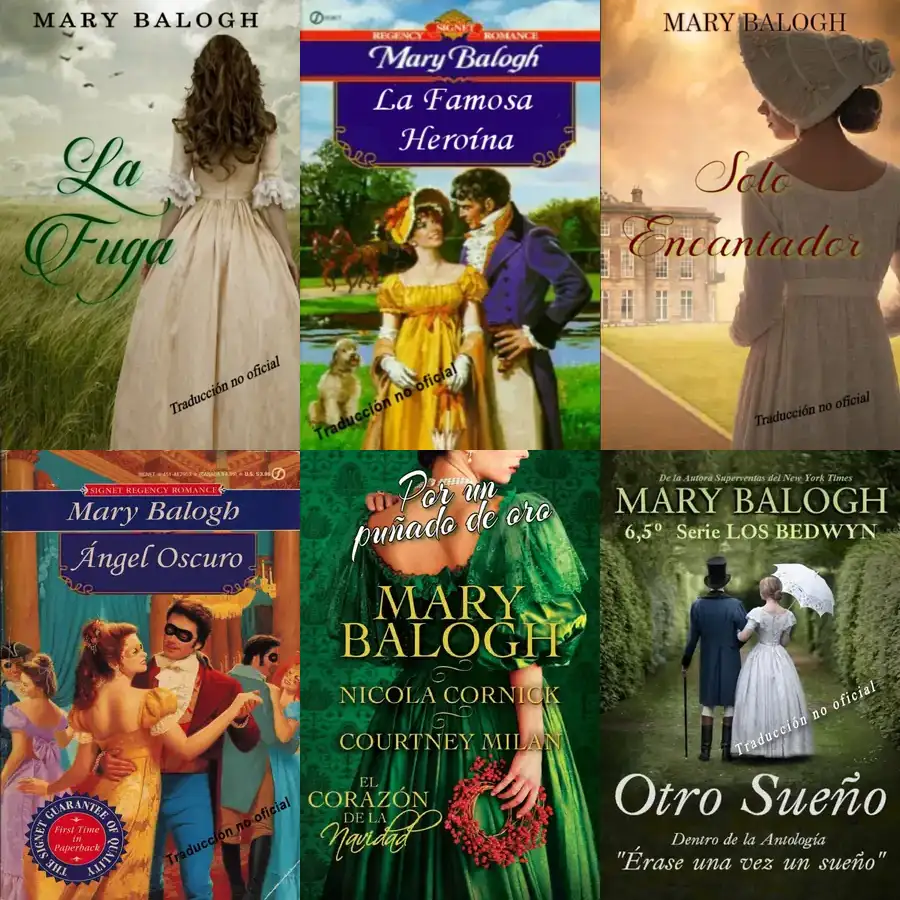 MARY BALOGH
La
Fuga
Traducción no oficial
SIGNET
REGENCY ROMANCE
Mary Balogh
La Famosa
Heroína
Traducción no oficial
MARY BALOGH
Solo
Encantador
Traducción no oficial
SIGNET REGENCY ROMANCE
Mary Balogh
Ángel Oscuro
THE SIGNET GUARANTEE OF QUALITY
First Time
in
Paperback
Traducción no oficial
Por un
puñado de oro
MARY
BALOGH
NICOLA CORNICK
COURTNEY MILAN
EL
CORAZÓN
DE LA
Navidad
De la Autora Superventas del New York Times
MARY BALOGH
6,5º Serie LOS BEDWYN
Traducción no oficial
Otro Sueño
Dentro de la Antología
"Érase una vez un sueño"